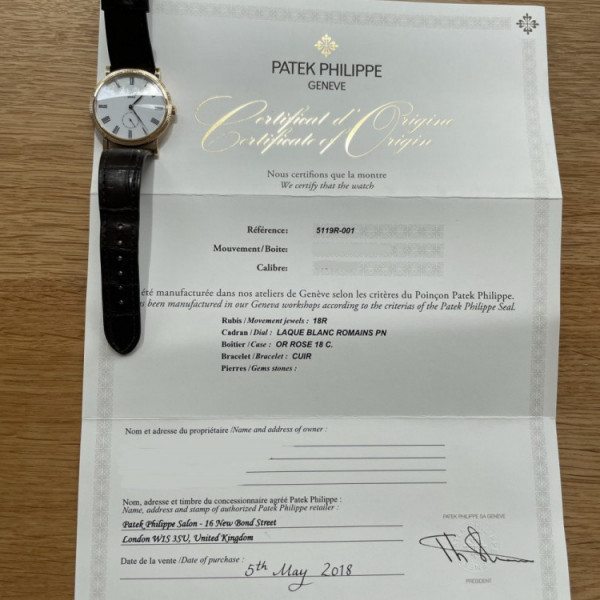 PATEK PHILIPPE
GENEVE
Certificat d'Origine
Certificate of Origin
Nous certifions que la montre
We certify that the watch
Référence: 5119R-001
Mouvement/Boite:
Calibre:
été manufacturée dans nos ateliers de Genève selon les critères du Poinçon Patek Philippe.
been manufactured in our Geneva workshops according to the criterias of the Patek Philippe Seal.
Rubis /Movement jewels : 18R
Cadran /Dial : LAQUE BLANC ROMAINS PN
Boîtier /Case : OR ROSE 18 C.
Bracelet /Bracelet : CUIR
Pierres /Gems stones :
Nom et adresse du propriétaire /Name and address of owner :
Nom, adresse et timbre du concessionnaire agréé Patek Philippe :
Name, address and stamp of authorized Patek Philippe retailer :
Patek Philippe Salon - 16 New Bond Street
London W1S 3SU, United Kingdom
Date de la vente /Date of purchase : 5th May 2018
PATEK PHILIPPE SA GENÈVE
PRESIDENT